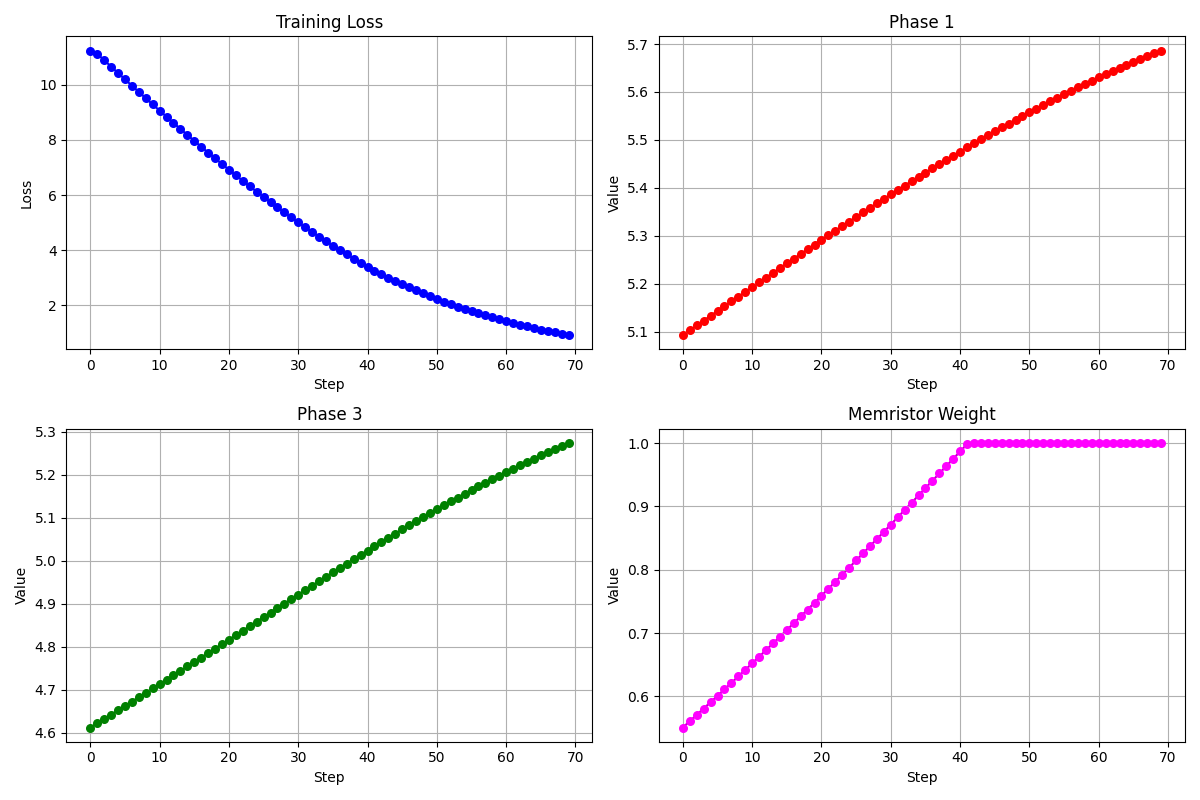 Training Loss
Loss
10
8
6
4
2
0 10 20 30 40 50 60 70
Step
Phase 1
Value
5.7
5.6
5.5
5.4
5.3
5.2
5.1
0 10 20 30 40 50 60 70
Step
Phase 3
Value
5.3
5.2
5.1
5.0
4.9
4.8
4.7
4.6
0 10 20 30 40 50 60 70
Step
Memristor Weight
Value
1.0
0.9
0.8
0.7
0.6
0 10 20 30 40 50 60 70
Step